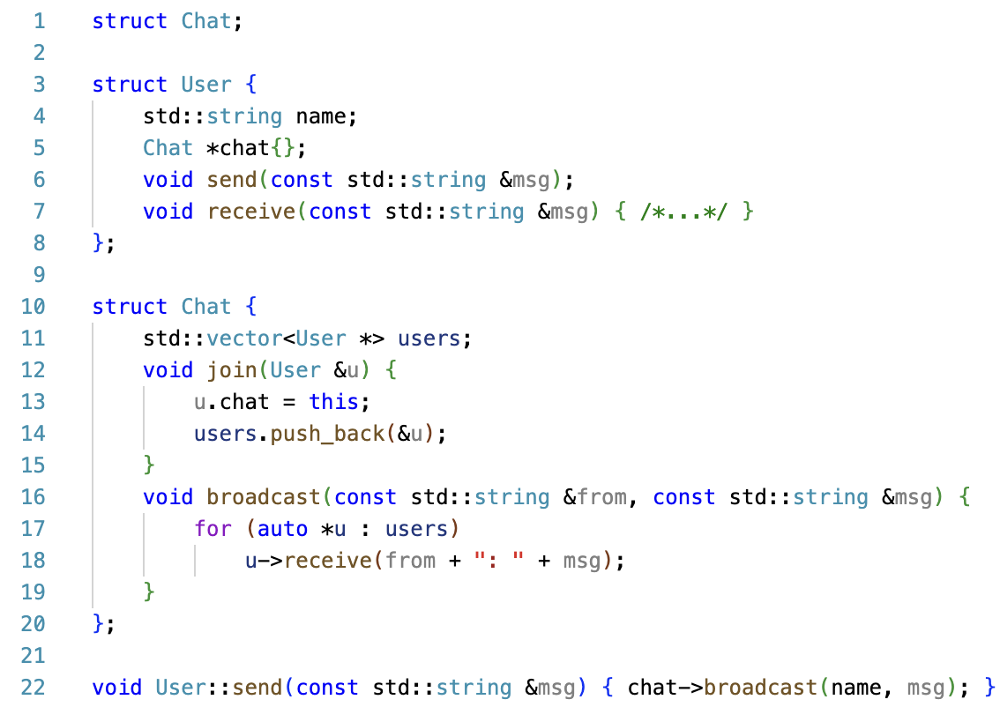 1 struct Chat;
2
3 struct User {
4     std::string name;
5     Chat *chat{};
6     void send(const std::string &msg);
7     void receive(const std::string &msg) { /*...*/ }
8 };
9
10 struct Chat {
11     std::vector<User *> users;
12     void join(User &u) {
13         u.chat = this;
14         users.push_back(&u);
15     }
16     void broadcast(const std::string &from, const std::string &msg) {
17         for (auto *u : users)
18             u->receive(from + ": " + msg);
19     }
20 };
21
22 void User::send(const std::string &msg) { chat->broadcast(name, msg); }